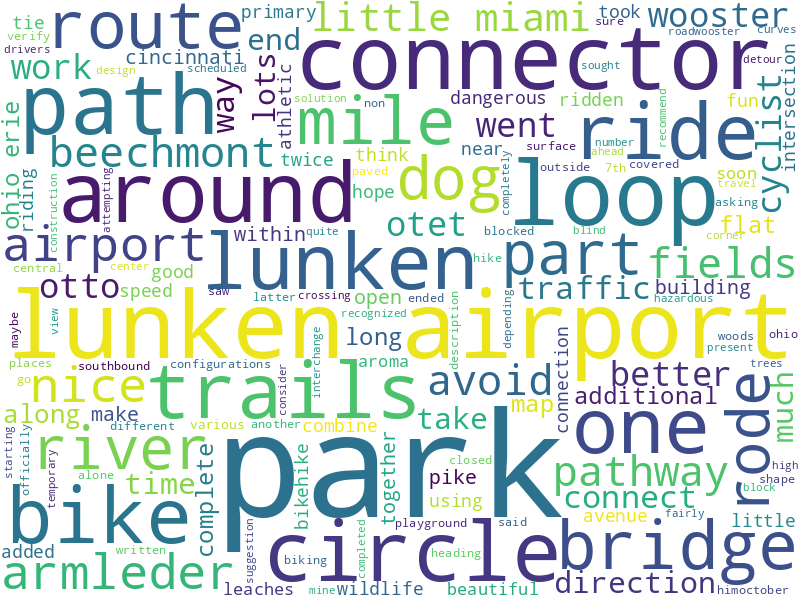 route
little miami
primary
took
wooster
roadwooster
curves
tie
verify
drivers
design
work
cincinnati
scheduled
end
lots
athletic
connector
sought
sure
detour
path
way
solution
non
dangerous
ridden
fun
recommend
cyclist
intersection
ohio erie
riding
beechmont
mile
twice
went
near
surface
number
ahead
7th
ride
think
paved
outside
covered
travel
around
attempting
construction
hope
dog
completely
loop
soon
asking
flat
corner
airport
within
quite
otet
blocked
blind
part
fields
central
center
good
lunken
hike
traffic
building
otto
speed
saw
latter
crossing
open
ended
recognized
description
hazardous
maybe
view
lunken airport
depending
woods
present
ohio
trees
places
go
southbound
configurations
long
aroma
interchange
consider
connection
better
nice
trails
avoid
additional
much
along
make
different
various
another
combine
take
map
one
rode
starting
officially
river
alone
time
temporary
complete
park
together
bikehike
closed
pike
using
pathway
connect
avenue
high
shape
block
little
fairly
bike
added
written
suggestion
circle
playground
said
completed
heading
bridge
armleder
leaches
biking
mine
wildlife
beautiful
direction
himoctober